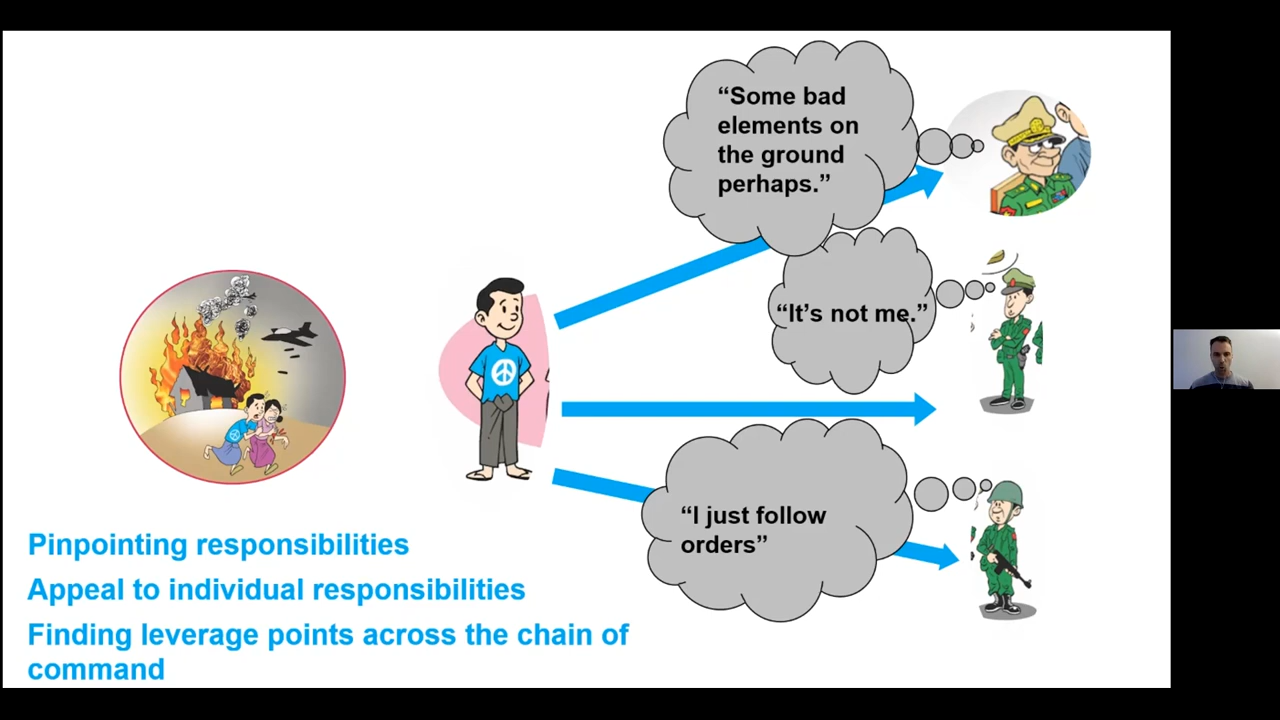 “Some bad
elements on
the ground
perhaps.”
“It’s not me.”
“I just follow
orders”
Pinpointing responsibilities
Appeal to individual responsibilities
Finding leverage points across the chain of
command